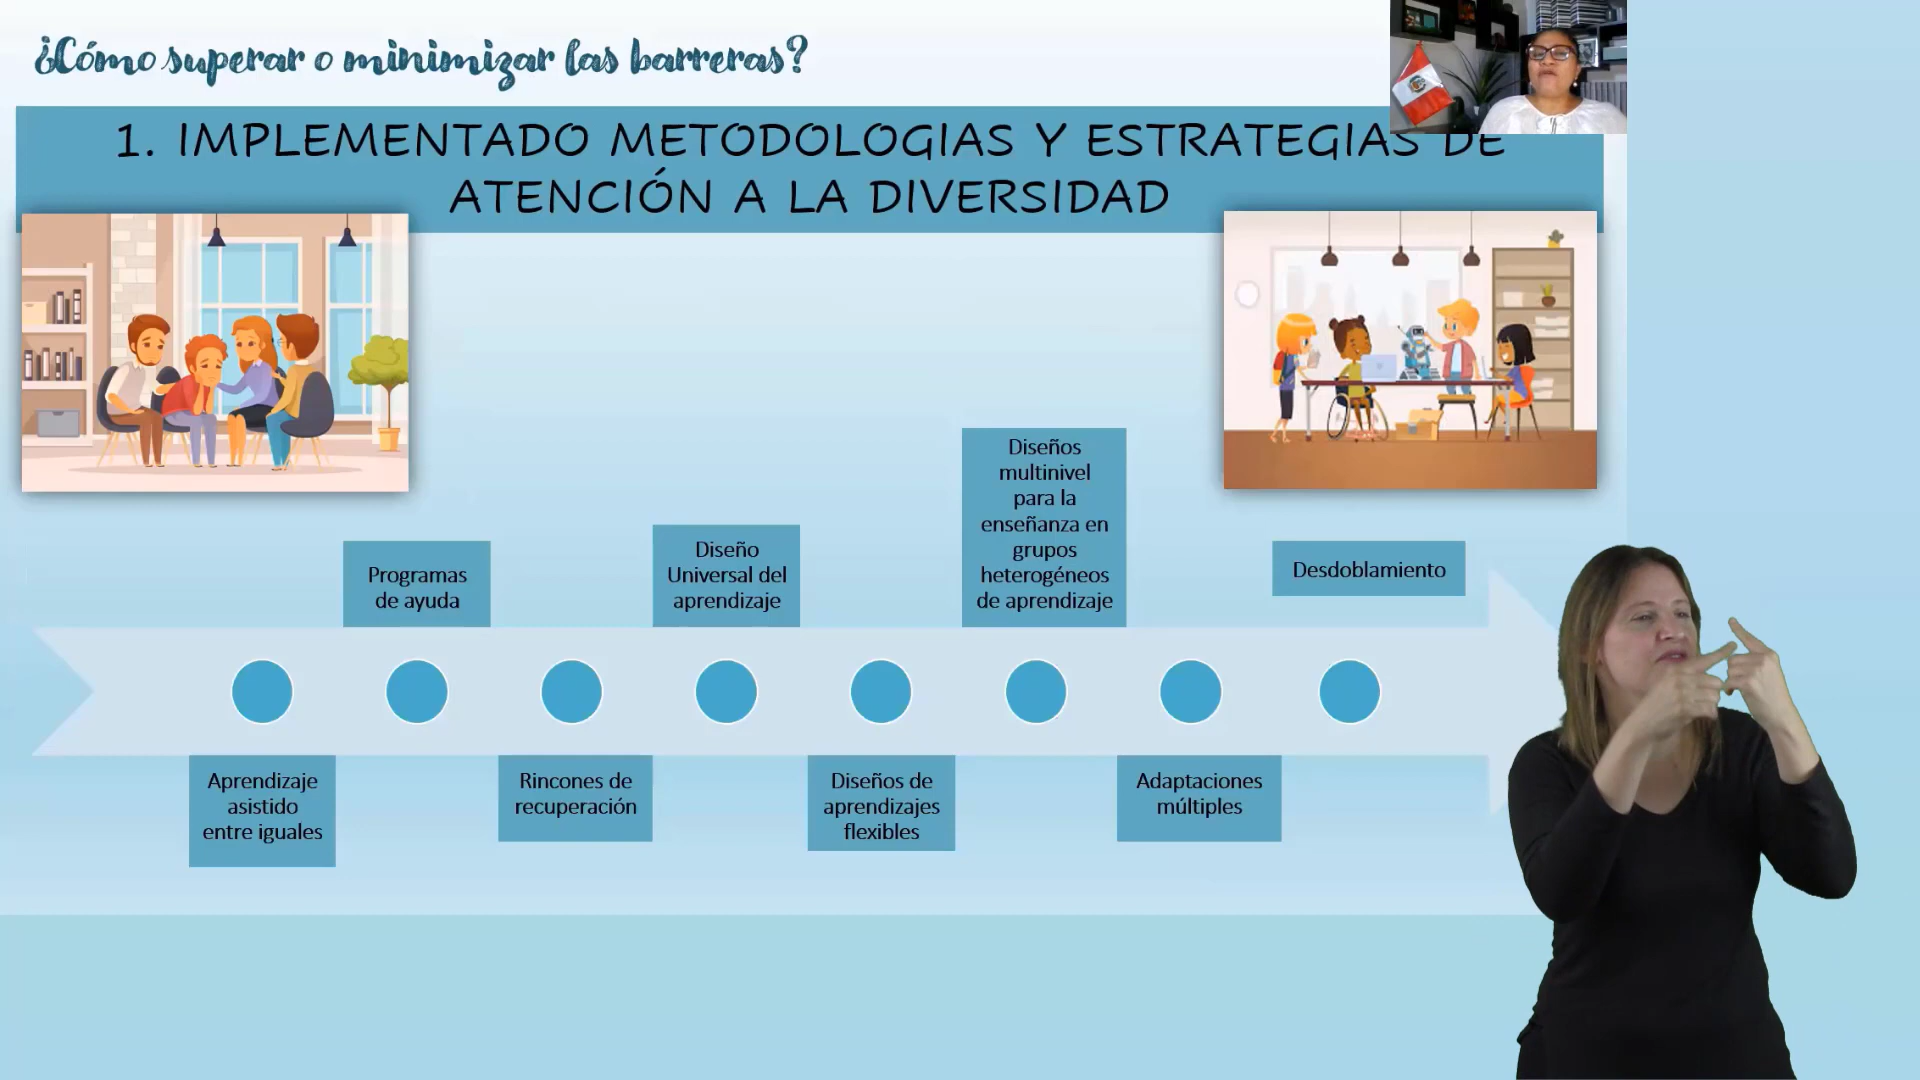 ¿Cómo superar o minimizar las barreras?
1. IMPLEMENTADO METODOLOGIAS Y ESTRATEGIAS DE
ATENCIÓN A LA DIVERSIDAD
Aprendizaje
asistido
entre iguales
Programas
de ayuda
Rincones de
recuperación
Diseño
Universal del
aprendizaje
Diseños de
aprendizajes
flexibles
Diseños
multinivel
para la
enseñanza en
grupos
heterogéneos
de aprendizaje
Adaptaciones
múltiples
Desdoblamiento